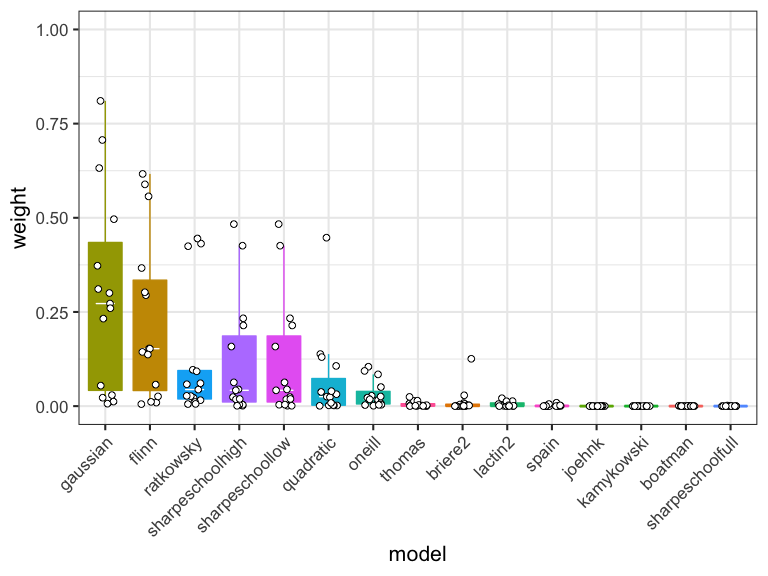 weight
1.00
0.75
0.50
0.25
0.00
gaussian
flinn
ratkowsky
sharpeschoolhigh
sharpeschoollow
quadratic
oneill
thomas
briere2
lactin2
spain
joehnk
kamykowski
boatman
sharpeschoolfull
model